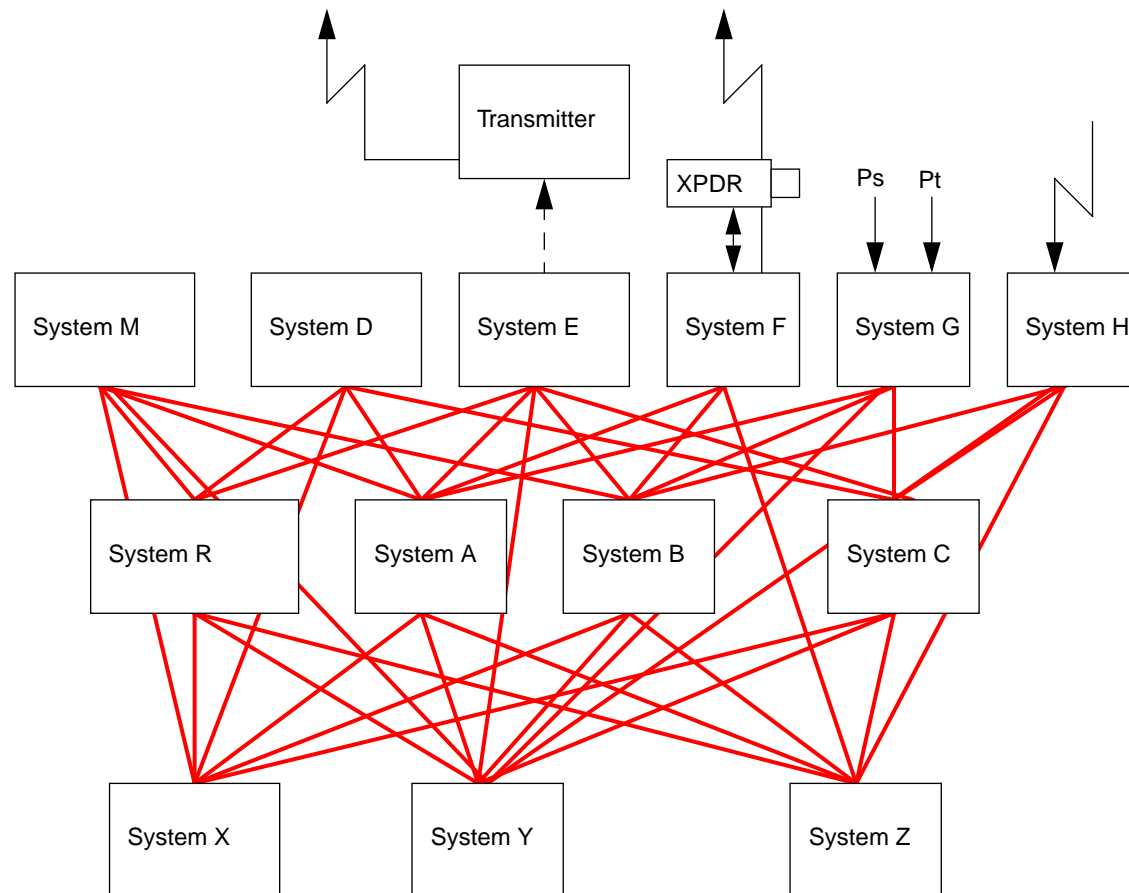 Transmitter
XPDR
Ps
Pt
System M
System D
System E
System F
System G
System H
System R
System A
System B
System C
System X
System Y
System Z